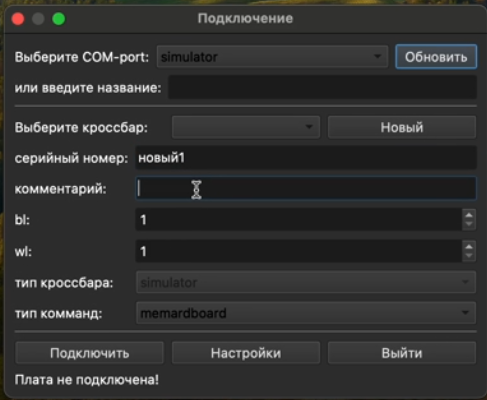 Подключение
Выберите COM-port: simulator Обновить
или введите название:
Выберите кроссбар: Новый
серийный номер: новый1
комментарий:
bl: 1
wl: 1
тип кроссбара: simulator
тип комманд: memardboard
Подключить Настройки Выйти
Плата не подключена!